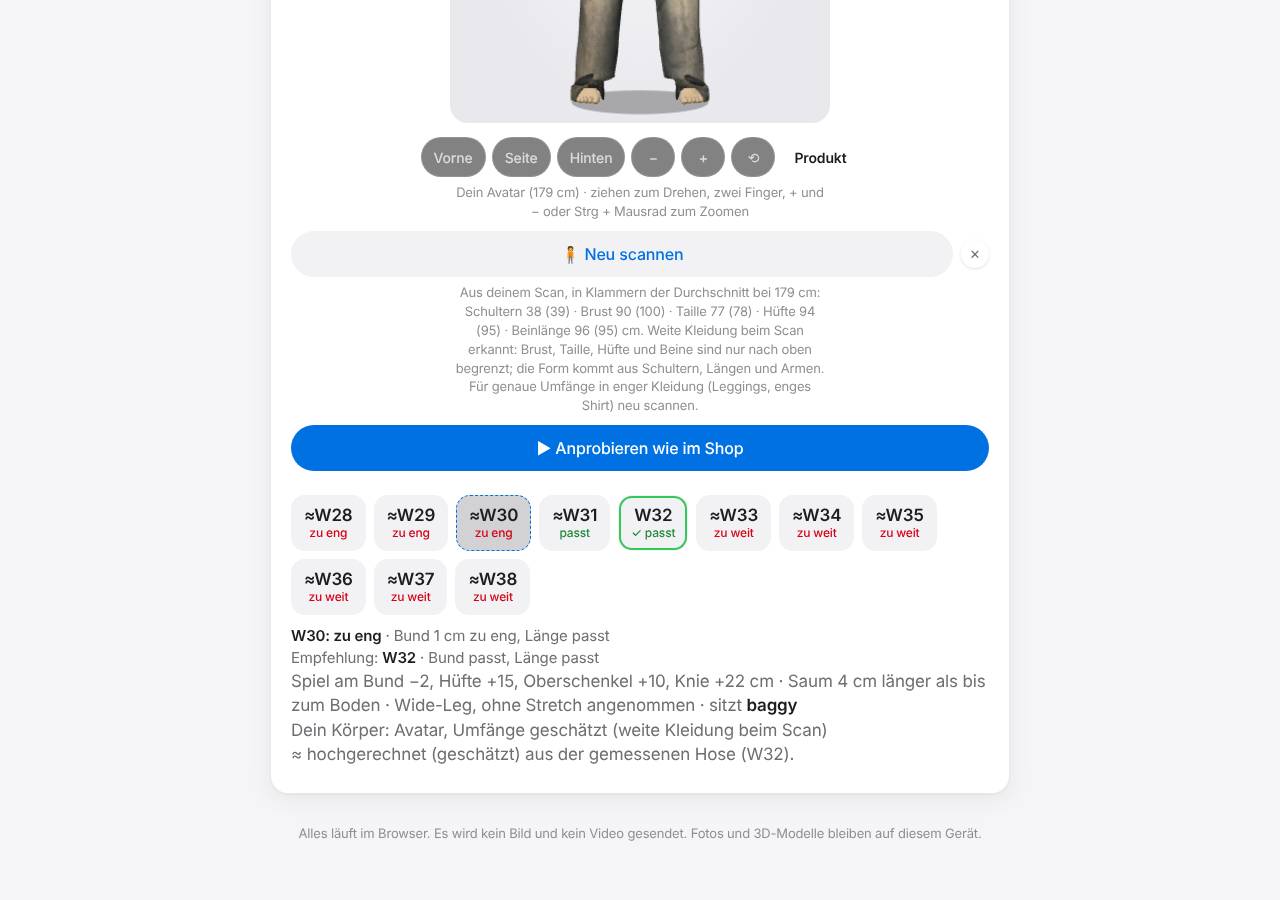 Vorne Seite Hinten − + ⟲ Produkt
Dein Avatar (179 cm) · ziehen zum Drehen, zwei Finger, + und
− oder Strg + Mausrad zum Zoomen
🧍 Neu scannen ×
Aus deinem Scan, in Klammern der Durchschnitt bei 179 cm:
Schultern 38 (39) · Brust 90 (100) · Taille 77 (78) · Hüfte 94
(95) · Beinlänge 96 (95) cm. Weite Kleidung beim Scan
erkannt: Brust, Taille, Hüfte und Beine sind nur nach oben
begrenzt; die Form kommt aus Schultern, Längen und Armen.
Für genaue Umfänge in enger Kleidung (Leggings, enges
Shirt) neu scannen.
▶ Anprobieren wie im Shop
≈W28 ≈W29 ≈W30 ≈W31 W32 ≈W33 ≈W34 ≈W35
zu eng zu eng zu eng passt ✓ passt zu weit zu weit zu weit
≈W36 ≈W37 ≈W38
zu weit zu weit zu weit
W30: zu eng · Bund 1 cm zu eng, Länge passt
Empfehlung: W32 · Bund passt, Länge passt
Spiel am Bund −2, Hüfte +15, Oberschenkel +10, Knie +22 cm · Saum 4 cm länger als bis
zum Boden · Wide-Leg, ohne Stretch angenommen · sitzt baggy
Dein Körper: Avatar, Umfänge geschätzt (weite Kleidung beim Scan)
≈ hochgerechnet (geschätzt) aus der gemessenen Hose (W32).
Alles läuft im Browser. Es wird kein Bild und kein Video gesendet. Fotos und 3D-Modelle bleiben auf diesem Gerät.